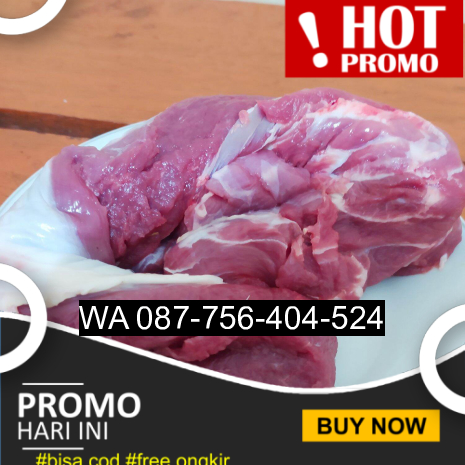 ! HOT
PROMO
WA 087-756-404-524
PROMO
HARI INI
BUY NOW
#bisa cod #free ongkir